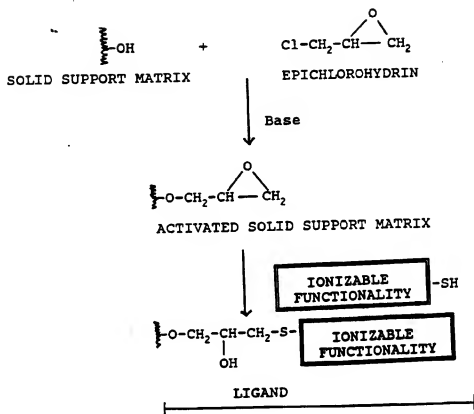 -OH + Cl-CH₂-CH-CH₂
O
SOLID SUPPORT MATRIX
EPICHLOROHYDRIN
Base
O
-O-CH₂-CH-CH₂
ACTIVATED SOLID SUPPORT MATRIX
IONIZABLE
FUNCTIONALITY -SH
-O-CH₂-CH-CH₂-S- IONIZABLE
FUNCTIONALITY
OH
LIGAND